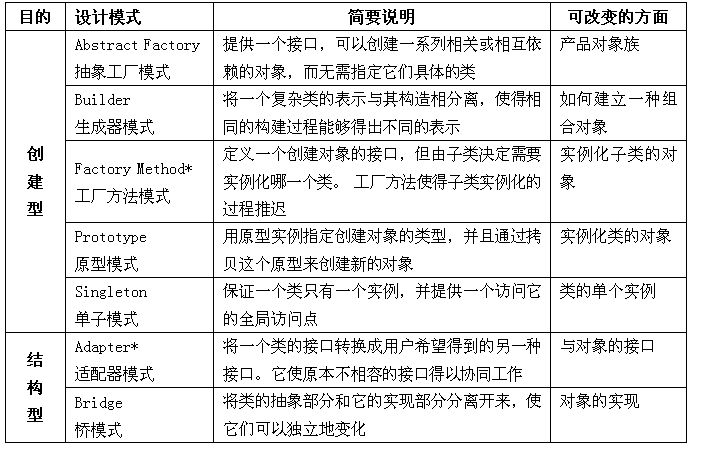 目的 设计模式 简要说明 可改变的方面
创建型
Abstract Factory
抽象工厂模式
提供一个接口，可以创建一系列相关或相互依
赖的对象，而无需指定它们具体的类
产品对象族
Builder
生成器模式
将一个复杂类的表示与其构造相分离，使得相
同的构建过程能够得出不同的表示
如何建立一种组
合对象
Factory Method*
工厂方法模式
定义一个创建对象的接口，但由子类决定需要
实例化哪一个类。 工厂方法使得子类实例化的
过程推迟
实例化子类的对
象
Prototype
原型模式
用原型实例指定创建对象的类型，并且通过拷
贝这个原型来创建新的对象
实例化类的对象
Singleton
单子模式
保证一个类只有一个实例，并提供一个访问它
的全局访问点
类的单个实例
结构型
Adapter*
适配器模式
将一个类的接口转换成用户希望得到的另一种
接口。它使原本不相容的接口得以协同工作
与对象的接口
Bridge
桥模式
将类的抽象部分和它的实现部分分离开来，使
它们可以独立地变化
对象的实现